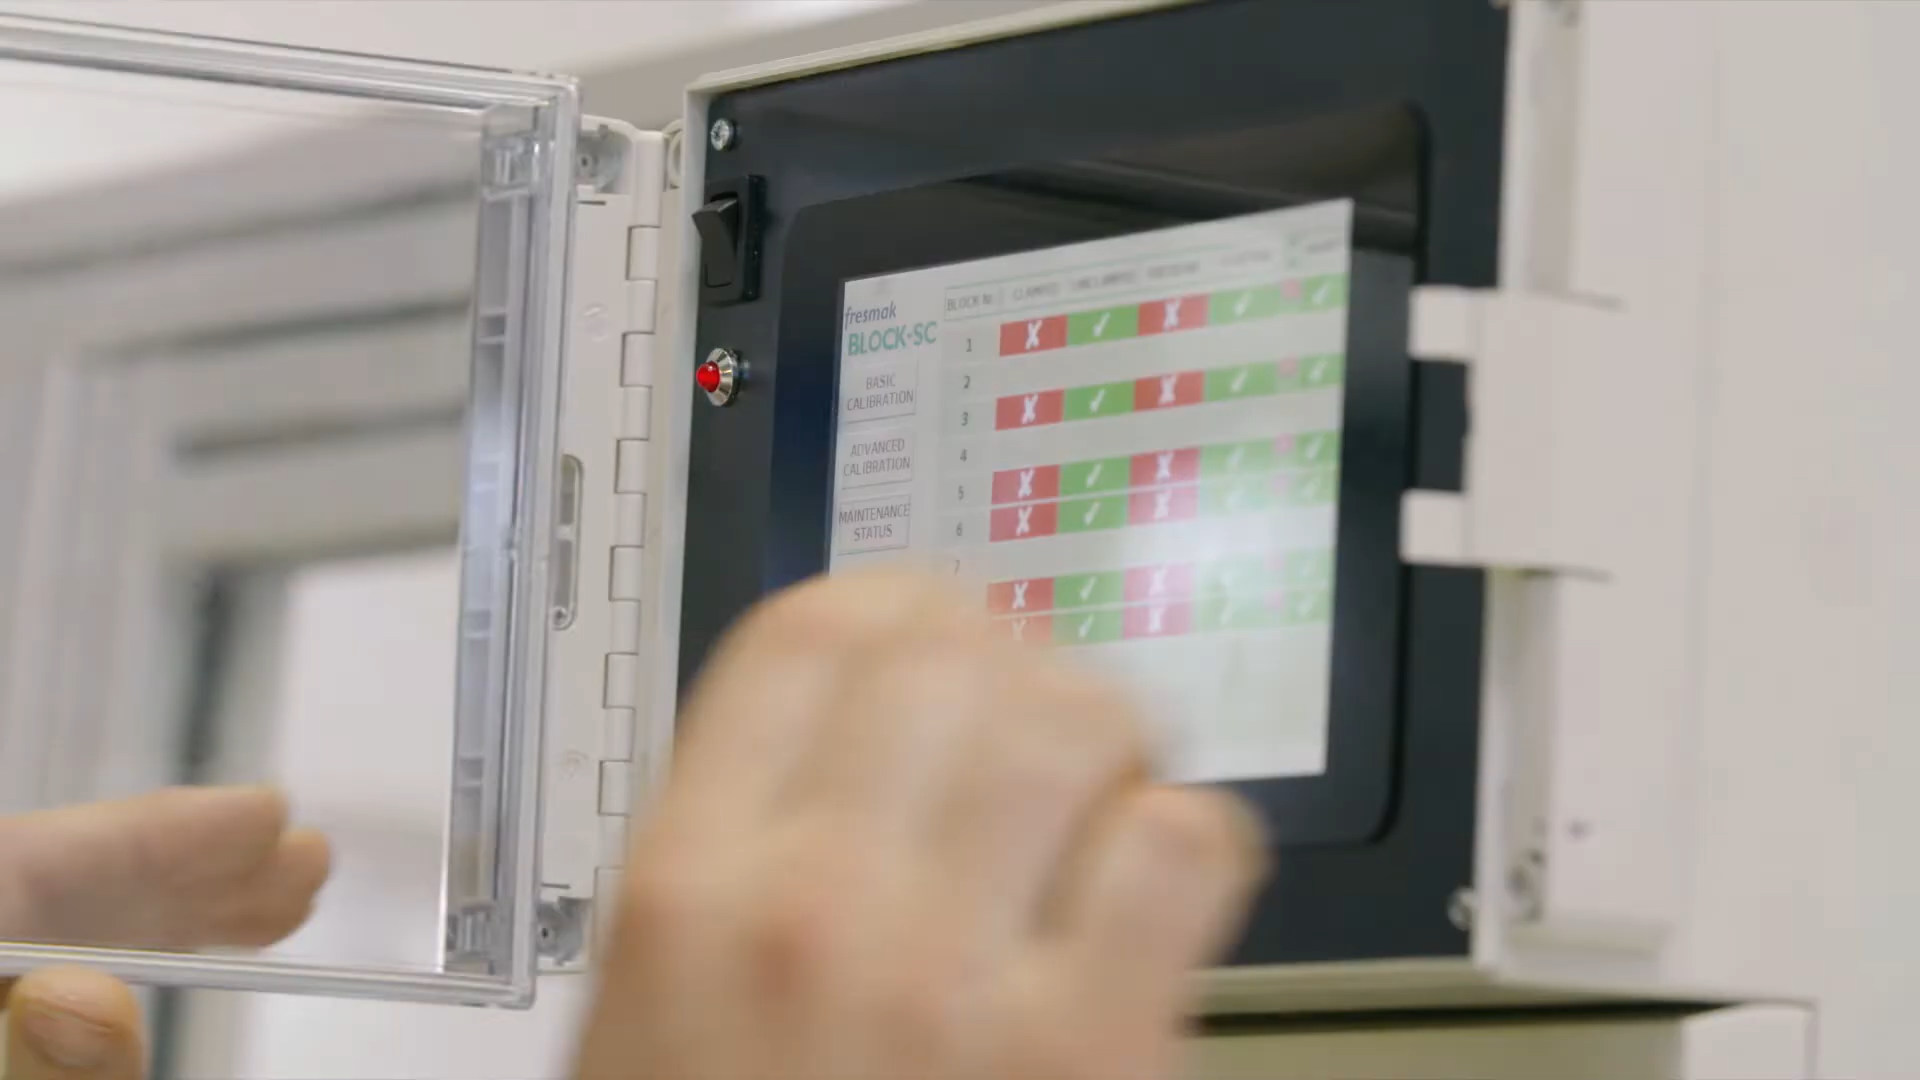 fresmak
BLOCK-SC
BASIC
CALIBRATION
ADVANCED
CALIBRATION
MAINTENANCE
STATUS
BLOCK Nr. CLAMPED UNCLAMPED
1
2
3
4
5
6
7